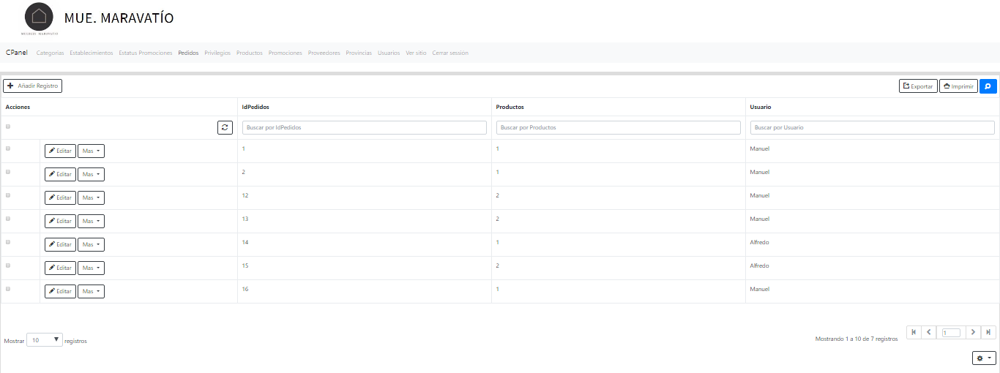 MUE. MARAVATÍO
MUEBLES MARAVATÍO
CPanel Categorias Establecimientos Estatus Promociones Pedidos Privilegios Productos Promociones Proveedores Provincias Usuarios Ver sitio Cerrar session
Añadir Registro Exportar Imprimir
Acciones IdPedidos Productos Usuario
Buscar por IdPedidos Buscar por Productos Buscar por Usuario
Editar Mas 1 1 Manuel
Editar Mas 2 1 Manuel
Editar Mas 12 2 Manuel
Editar Mas 13 2 Manuel
Editar Mas 14 1 Alfredo
Editar Mas 15 2 Alfredo
Editar Mas 16 1 Manuel
Mostrar 10 registros Mostrando 1 a 10 de 7 registros 1